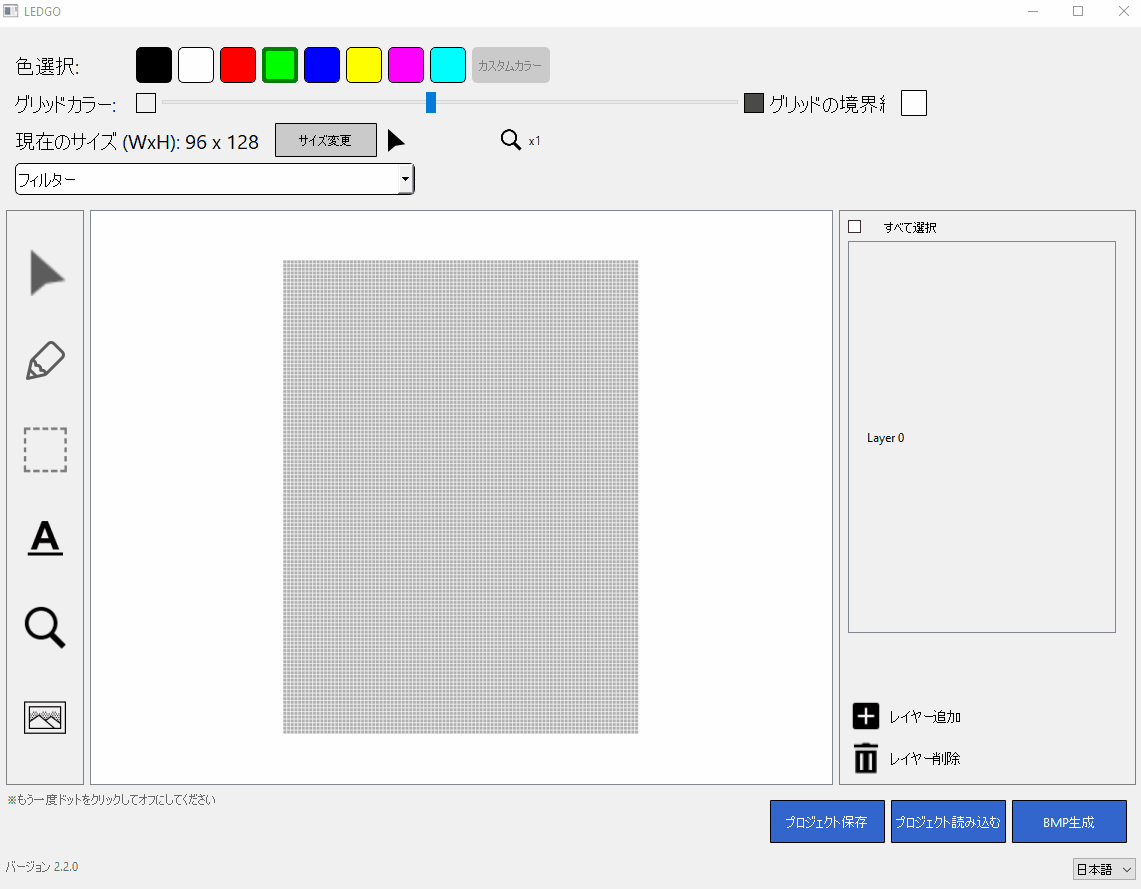 LEDGO
色選択:
カスタムカラー
グリッドカラー:
グリッドの境界
現在のサイズ (WxH): 96 x 128
サイズ変更
x1
フィルター
すべて選択
A
Layer 0
レイヤー追加
レイヤー削除
※もう一度ドットをクリックしてオフにしてください
プロジェクト保存
プロジェクト読み込む
BMP生成
バージョン 2.2.0
日本語